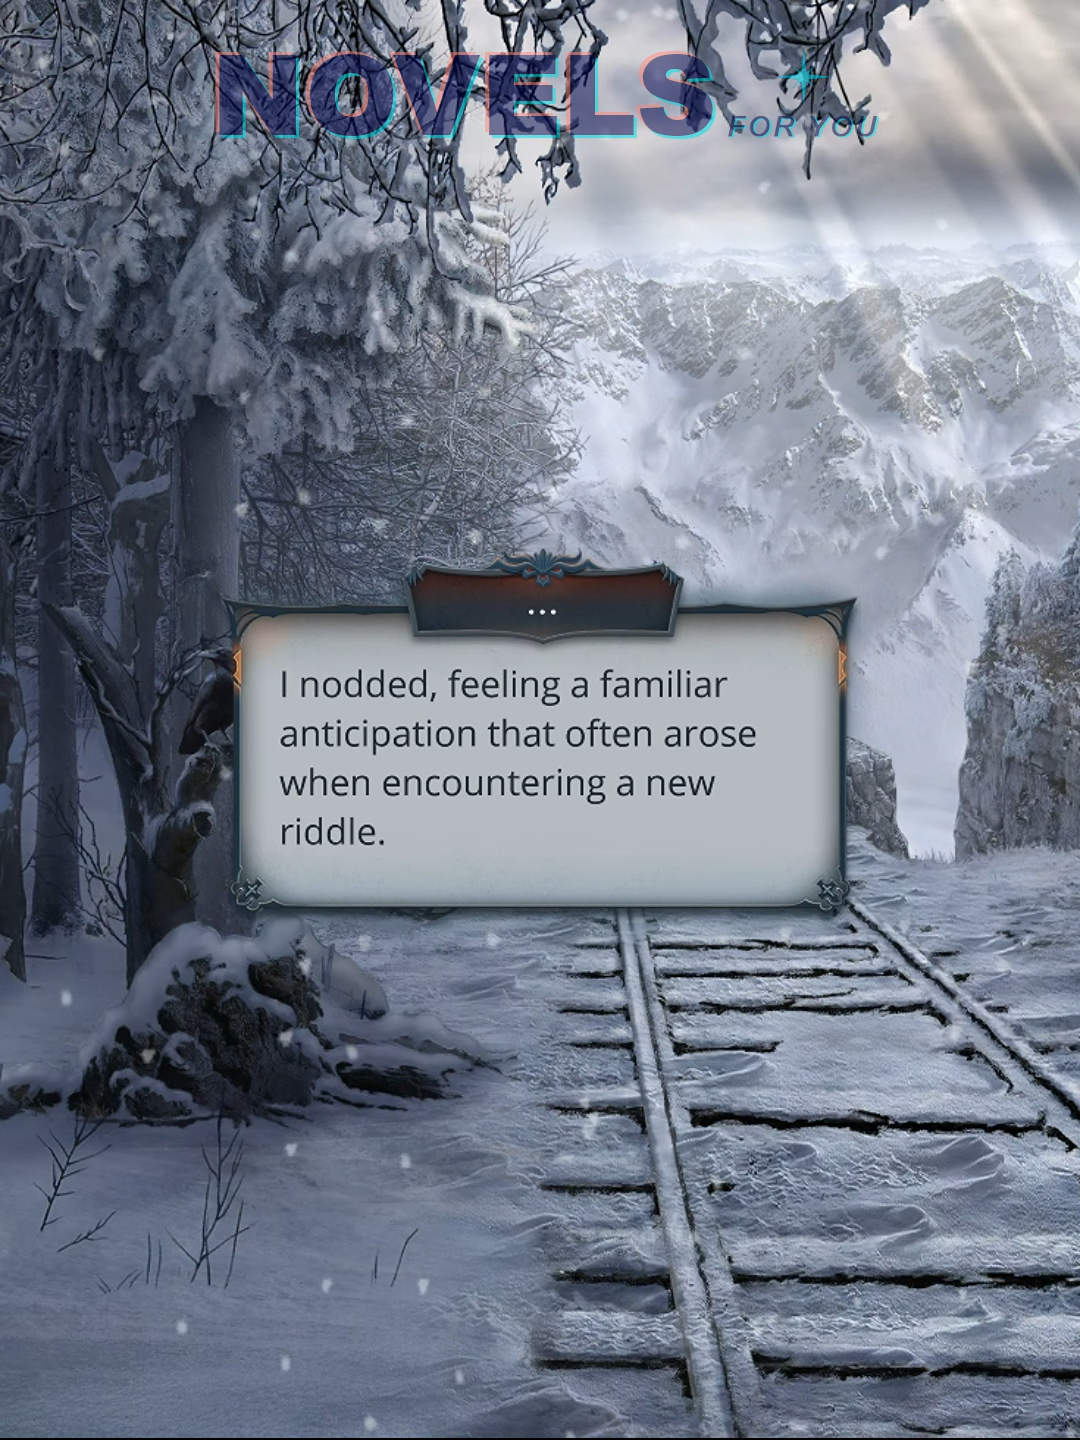 NOVELS
FOR YOU
...
I nodded, feeling a familiar
anticipation that often arose
when encountering a new
riddle.